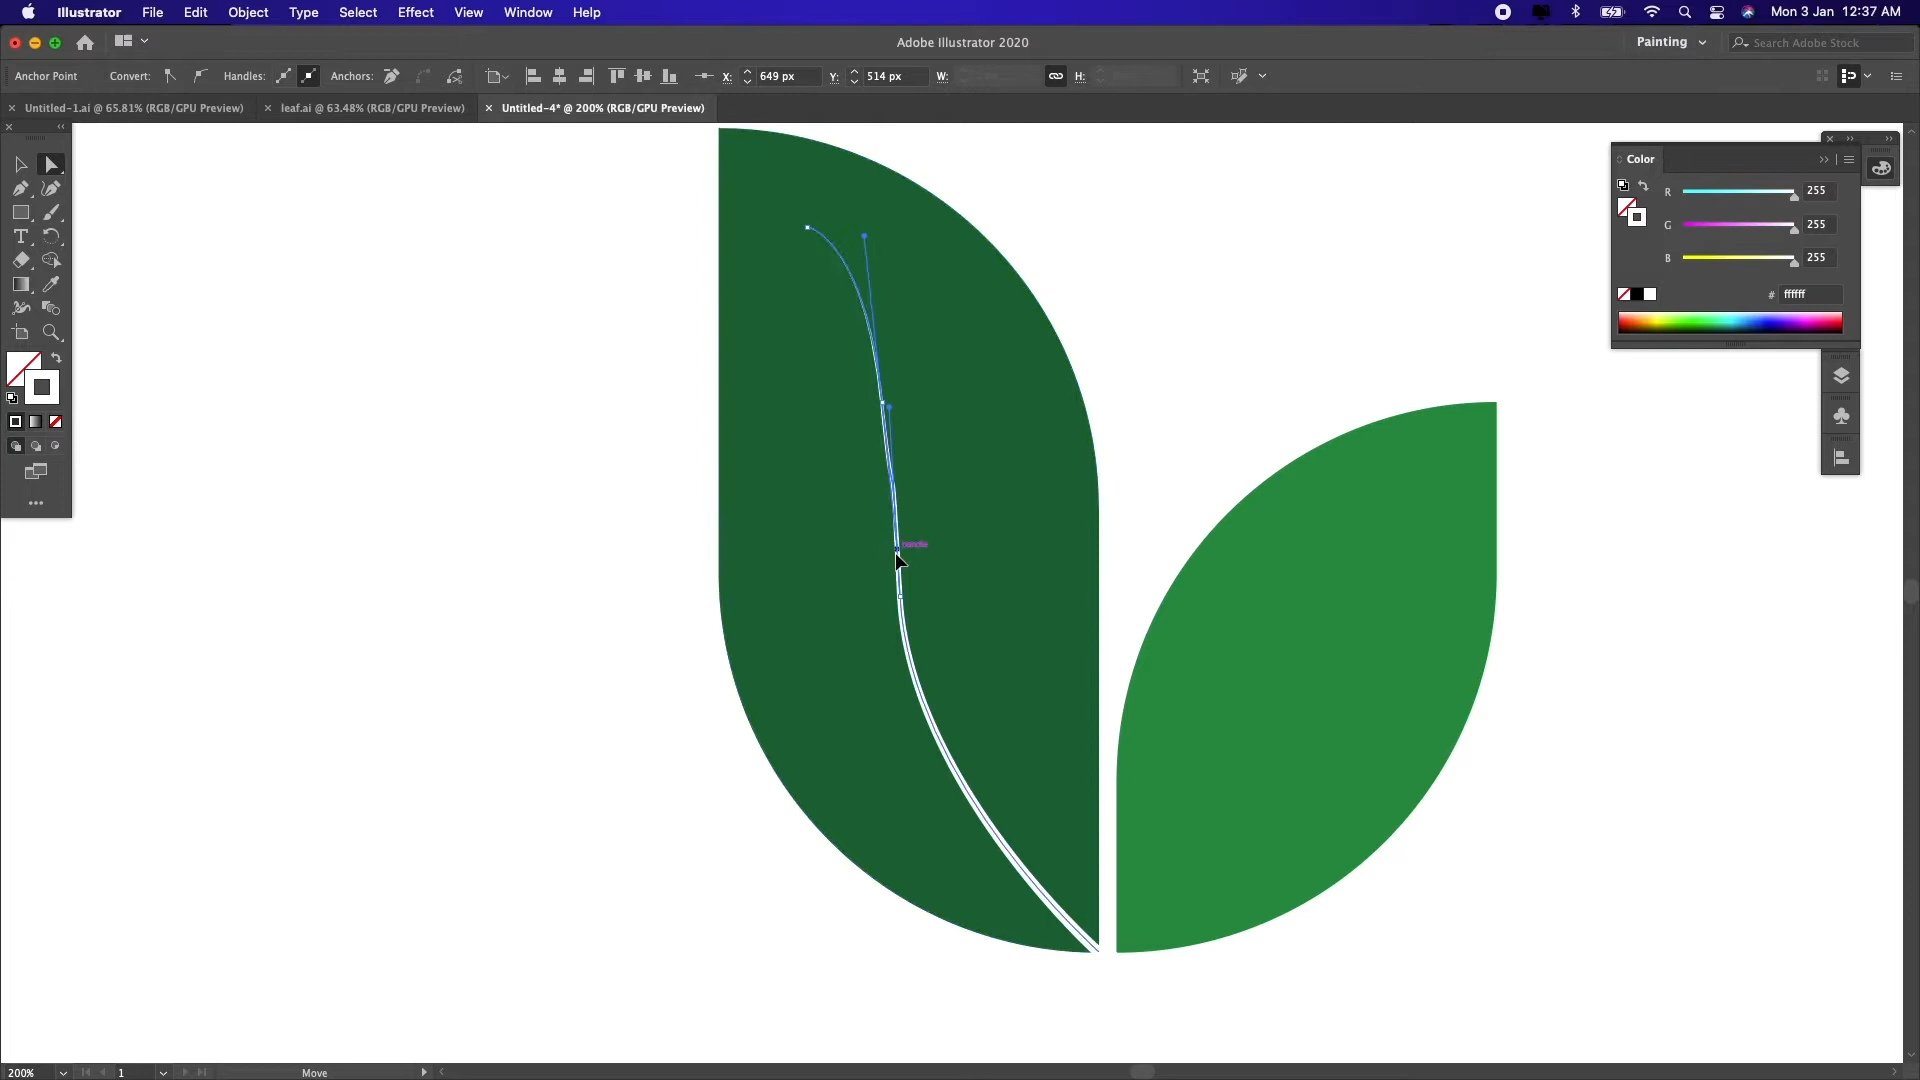 Illustrator File Edit Object Type Select Effect View Window Help Mon 3 Jan 12:37 AM
Adobe Illustrator 2020 Painting Search Adobe Stock
Anchor Point Convert: Handles: Anchors: X: 649 px Y: 514 px W: H:
Untitled-1.ai @ 65.81% (RGB/GPU Preview) leaf.ai @ 63.48% (RGB/GPU Preview) Untitled-4* @ 200% (RGB/GPU Preview)
Color
R 255
G 255
B 255
# ffffff
200% 1 Move